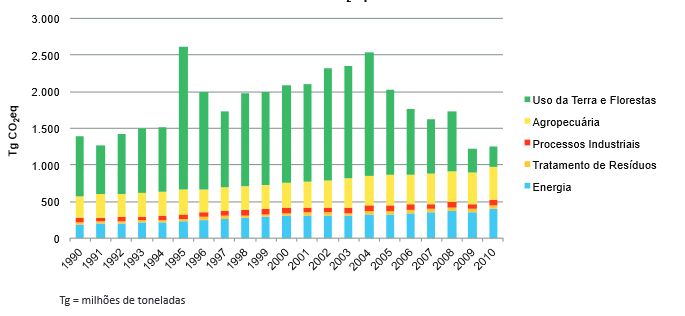 3.000
2.500
2.000
1.500
1.000
500
0
Tg CO2eq
1990 1991 1992 1993 1994 1995 1996 1997 1998 1999 2000 2001 2002 2003 2004 2005 2006 2007 2008 2009 2010
Uso da Terra e Florestas
Agropecuária
Processos Industriais
Tratamento de Resíduos
Energia
Tg = milhões de toneladas